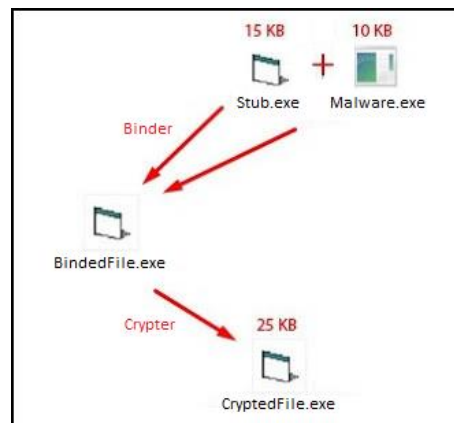 15 KB
10 KB
+
Stub.exe
Malware.exe
Binder
BindedFile.exe
Crypter
25 KB
CryptedFile.exe